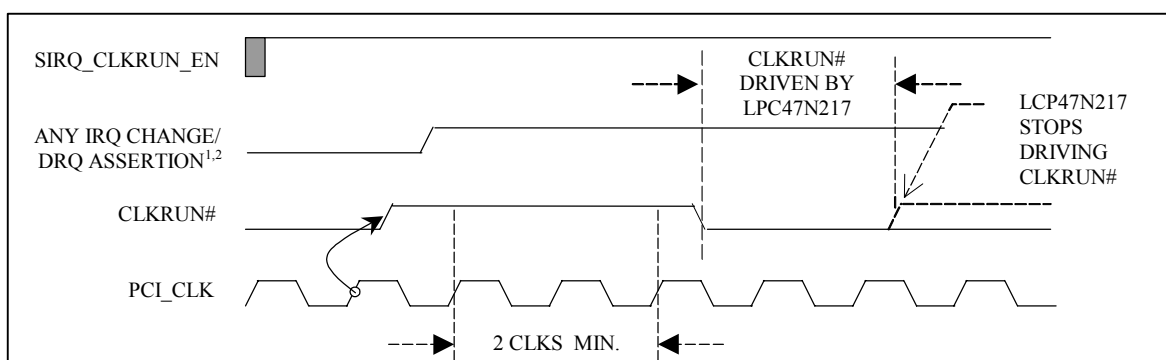 SIRQ_CLKRUN_EN
CLKRUN#
DRIVEN BY
LPC47N217
LCP47N217
STOPS
DRIVING
CLKRUN#
ANY IRQ CHANGE/
DRQ ASSERTION1,2
CLKRUN#
PCI_CLK
2 CLKS MIN.